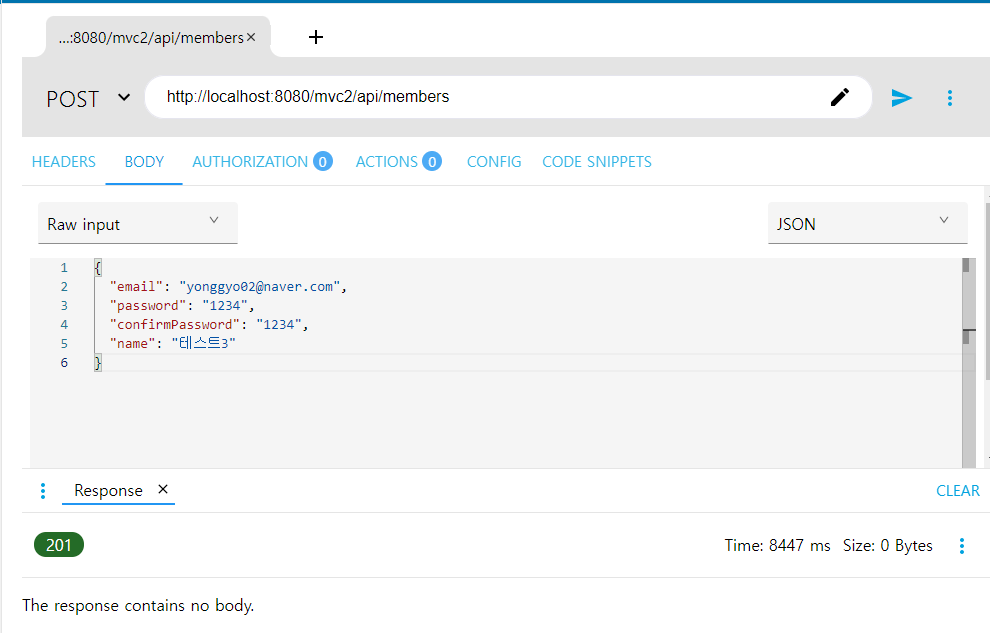 ...:8080/mvc2/api/members× +
POST http://localhost:8080/mvc2/api/members
HEADERS BODY AUTHORIZATION 0 ACTIONS 0 CONFIG CODE SNIPPETS
Raw input JSON
1 {
2 "email": "yonggyo02@naver.com",
3 "password": "1234",
4 "confirmPassword": "1234",
5 "name": "테스트3"
6 }
Response × CLEAR
201 Time: 8447 ms Size: 0 Bytes
The response contains no body.